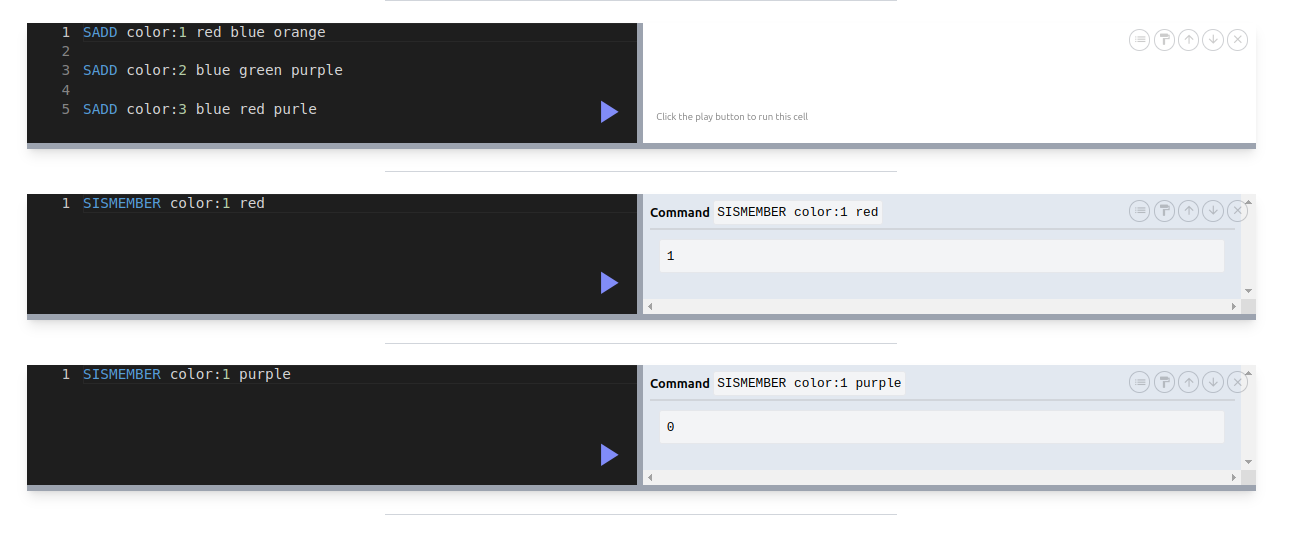 1 SADD color:1 red blue orange
2
3 SADD color:2 blue green purple
4
5 SADD color:3 blue red purle
Click the play button to run this cell
1 SISMEMBER color:1 red
Command SISMEMBER color:1 red
1
1 SISMEMBER color:1 purple
Command SISMEMBER color:1 purple
0